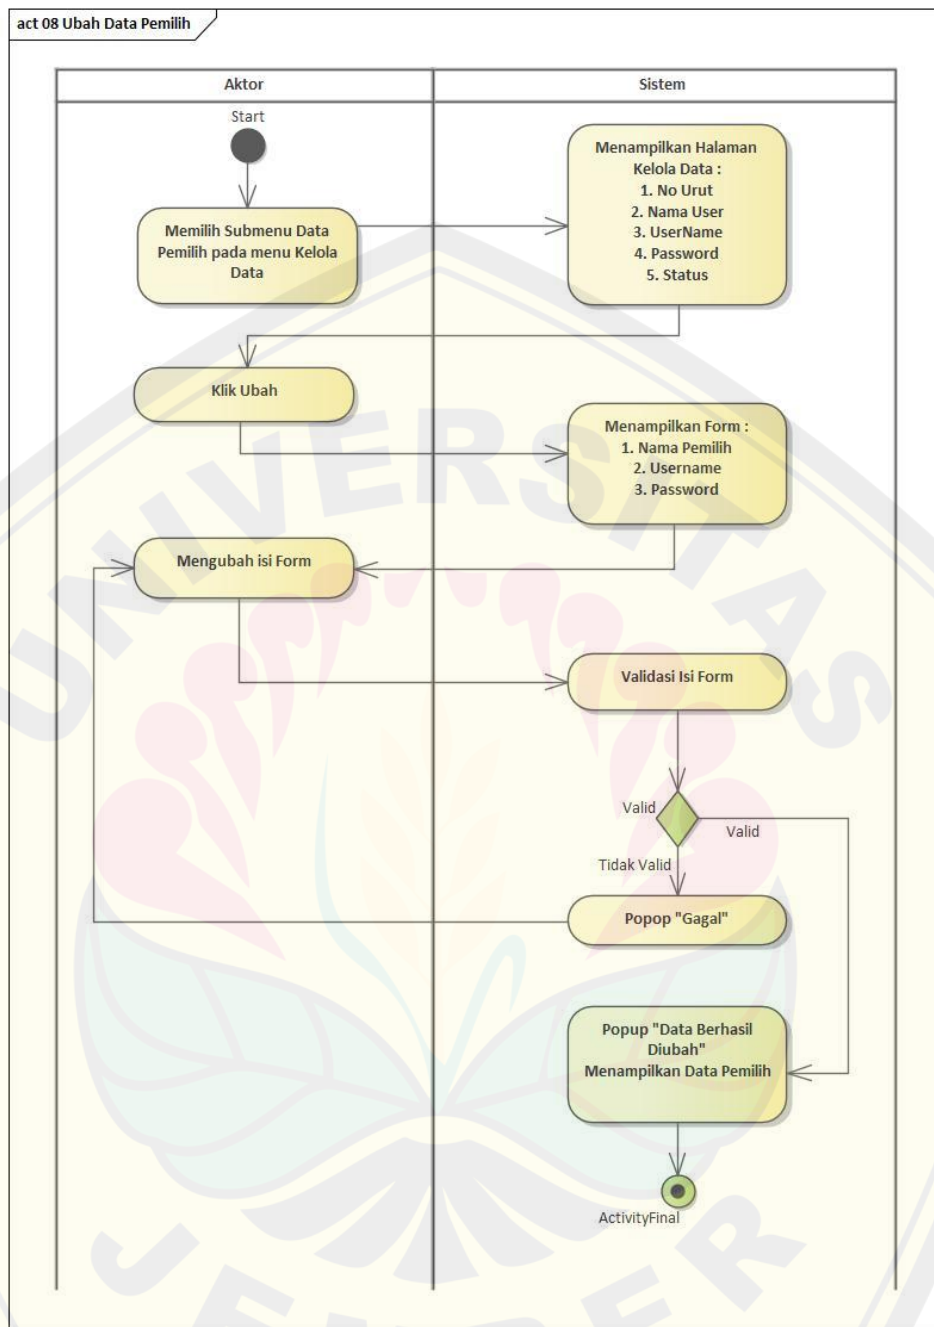 act 08 Ubah Data Pemilih
Aktor
Sistem
Start
Menampilkan Halaman
Kelola Data :
1. No Urut
2. Nama User
3. UserName
4. Password
5. Status
Memilih Submenu Data
Pemilih pada menu Kelola
Data
Klik Ubah
Menampilkan Form :
1. Nama Pemilih
2. Username
3. Password
Mengubah isi Form
Validasi Isi Form
Valid
Valid
Tidak Valid
Popop "Gagal"
Popup "Data Berhasil
Diubah"
Menampilkan Data Pemilih
ActivityFinal
UNIVERSITAS
JEMBER